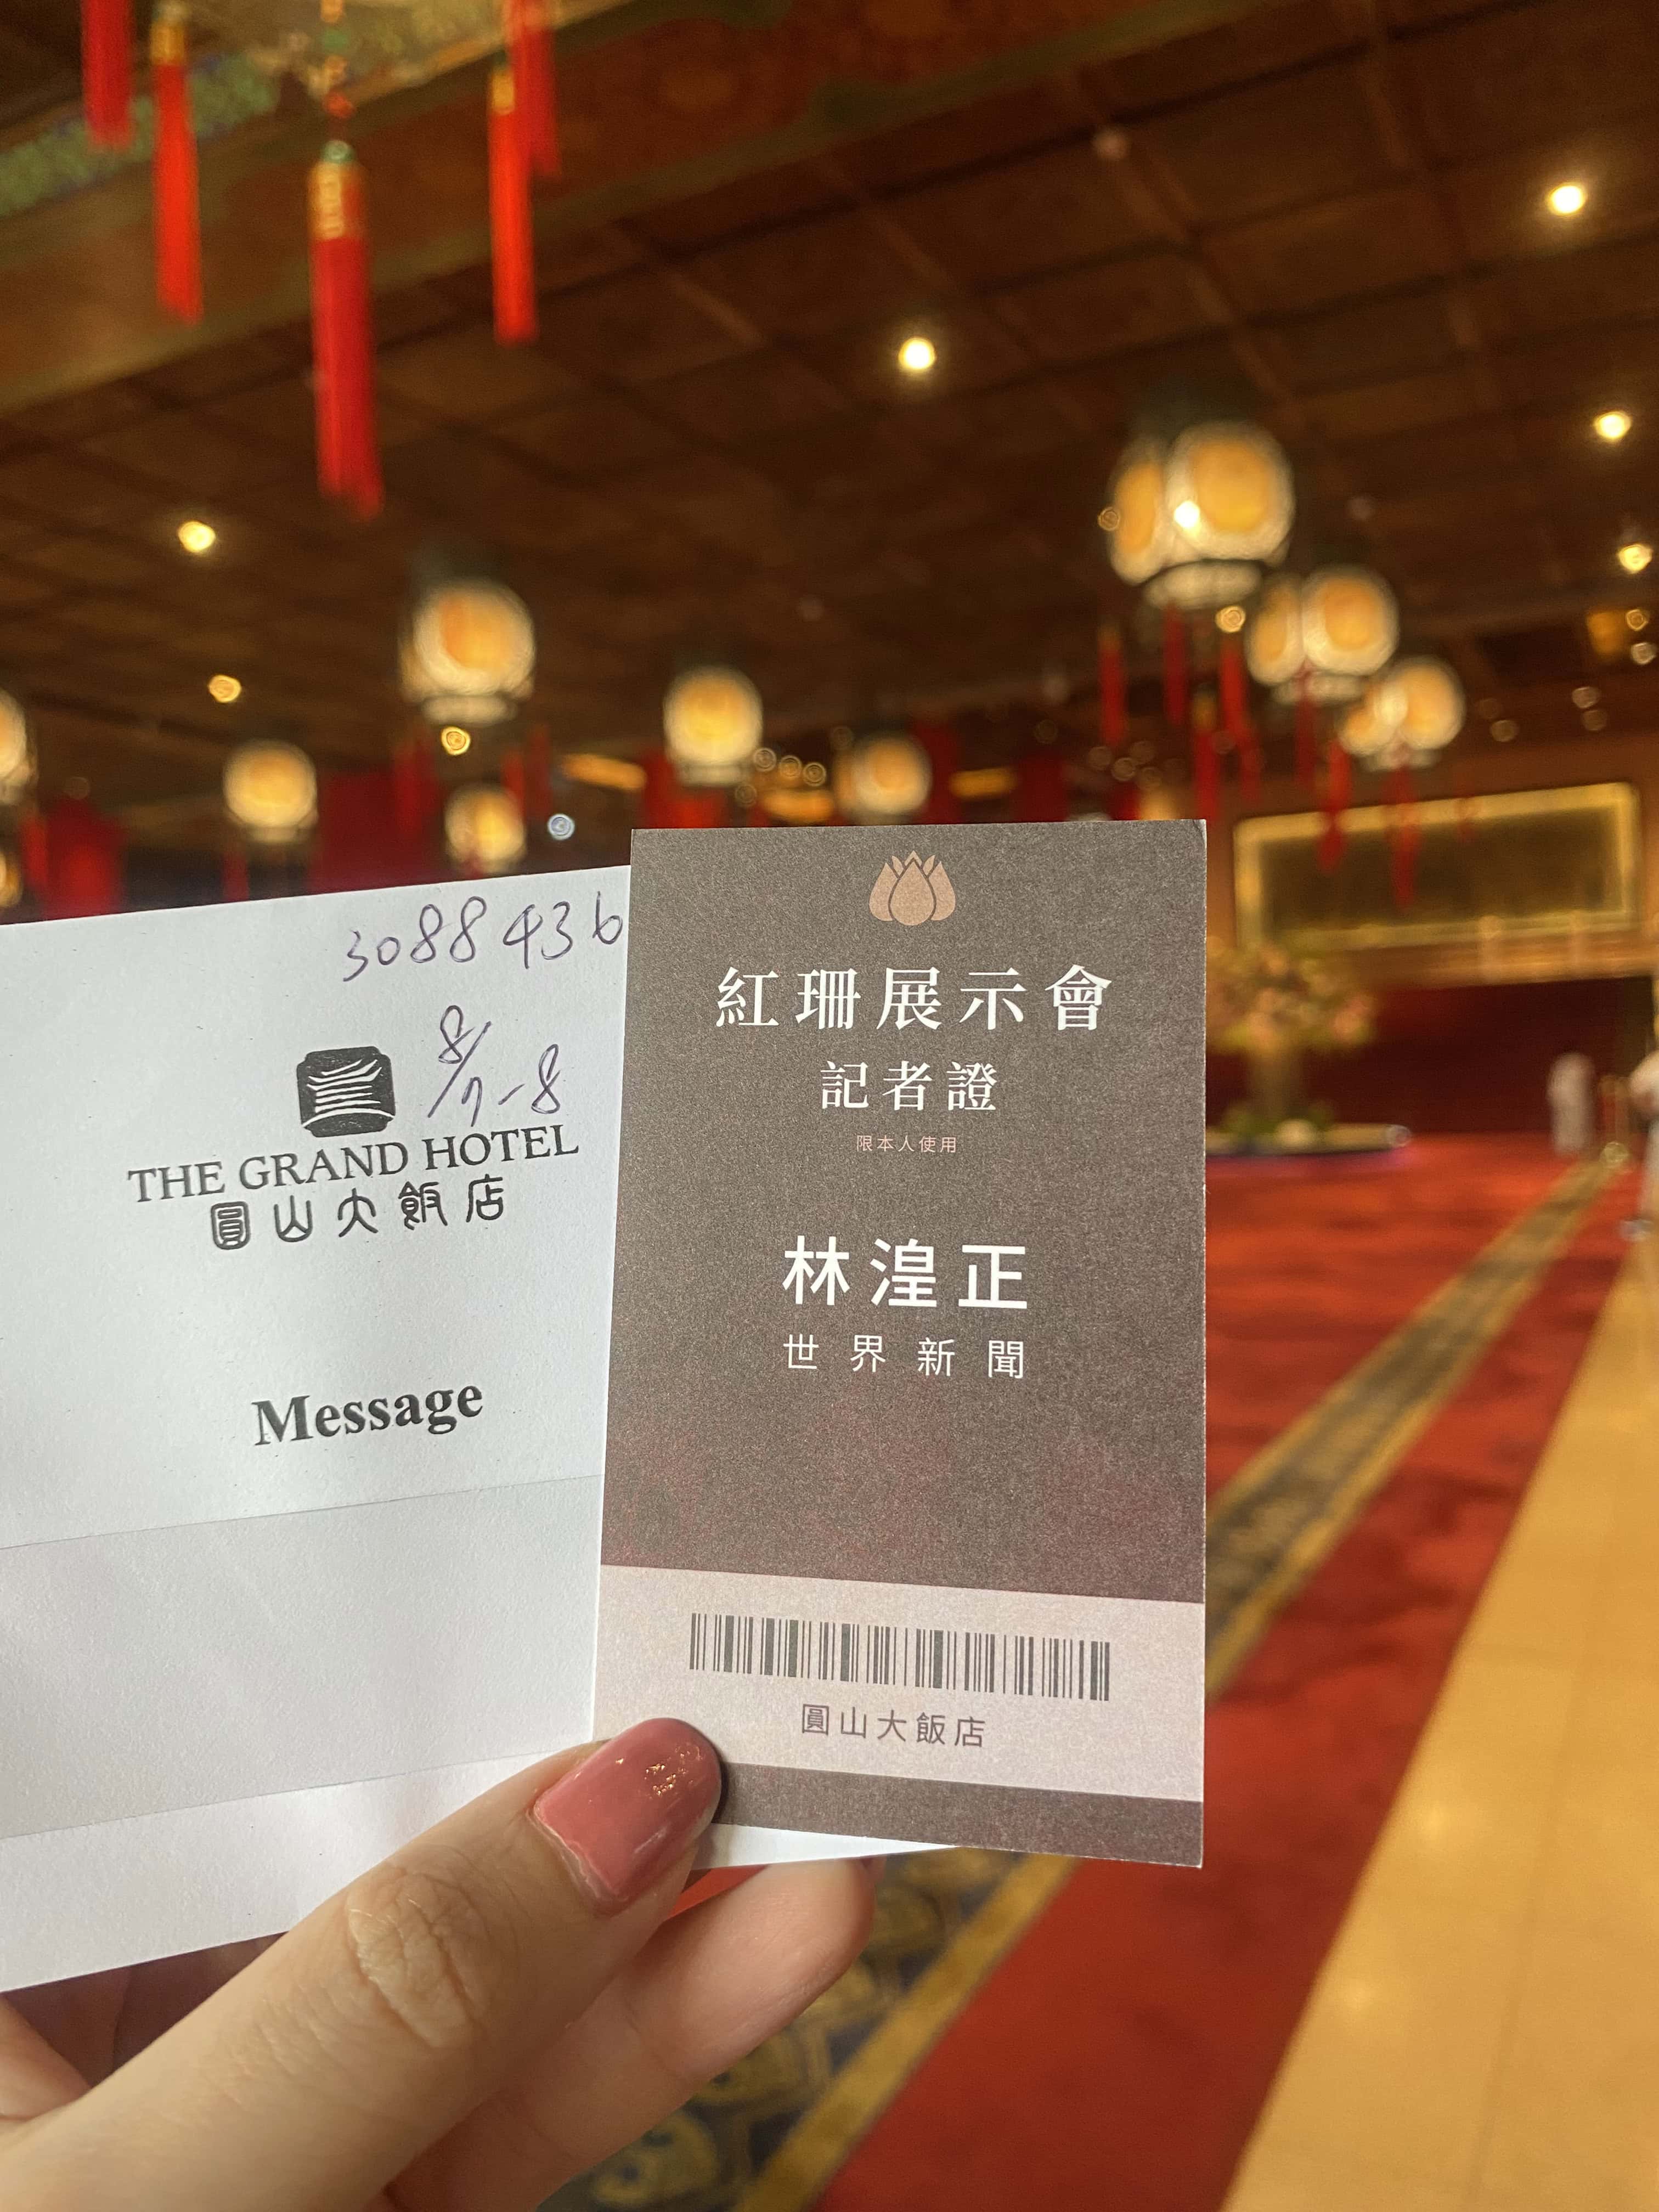 3088436
8/7-8
THE GRAND HOTEL
圓山大飯店
Message
紅珊展示會
記者證
限本人使用
林湟正
世界新聞
圓山大飯店